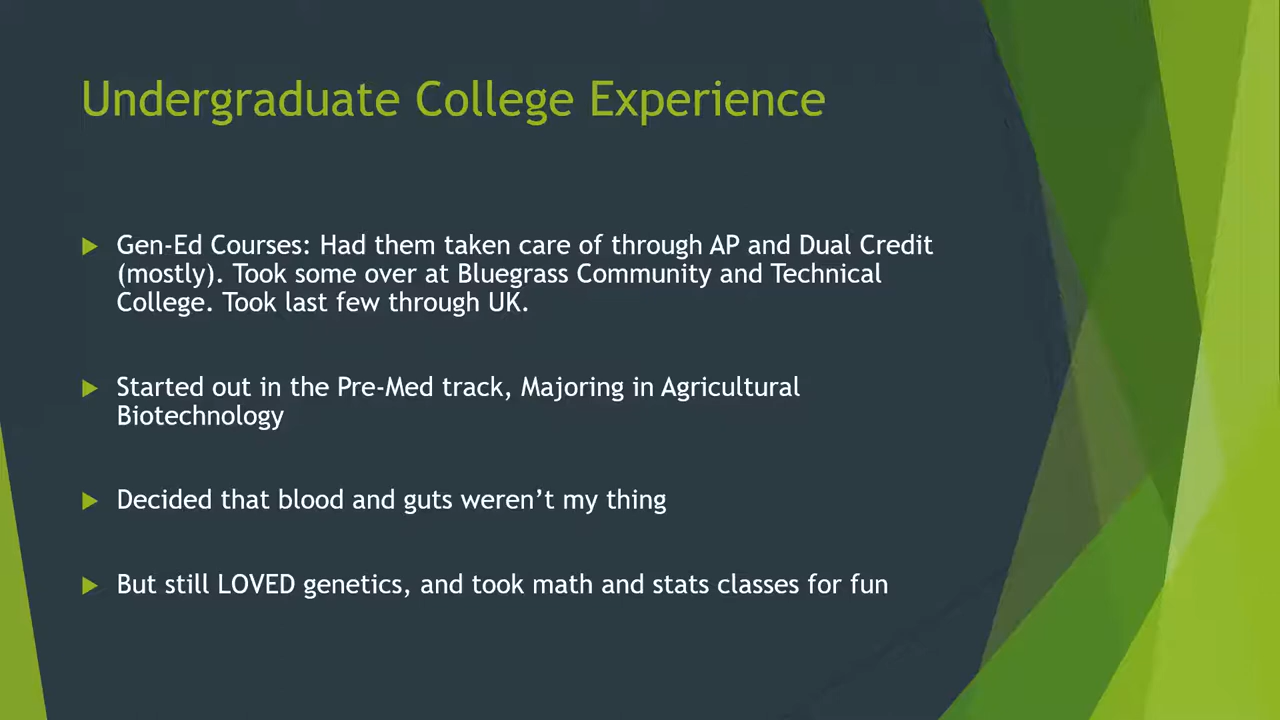 Undergraduate College Experience
Gen-Ed Courses: Had them taken care of through AP and Dual Credit
(mostly). Took some over at Bluegrass Community and Technical
College. Took last few through UK.
Started out in the Pre-Med track, Majoring in Agricultural
Biotechnology
Decided that blood and guts weren’t my thing
But still LOVED genetics, and took math and stats classes for fun